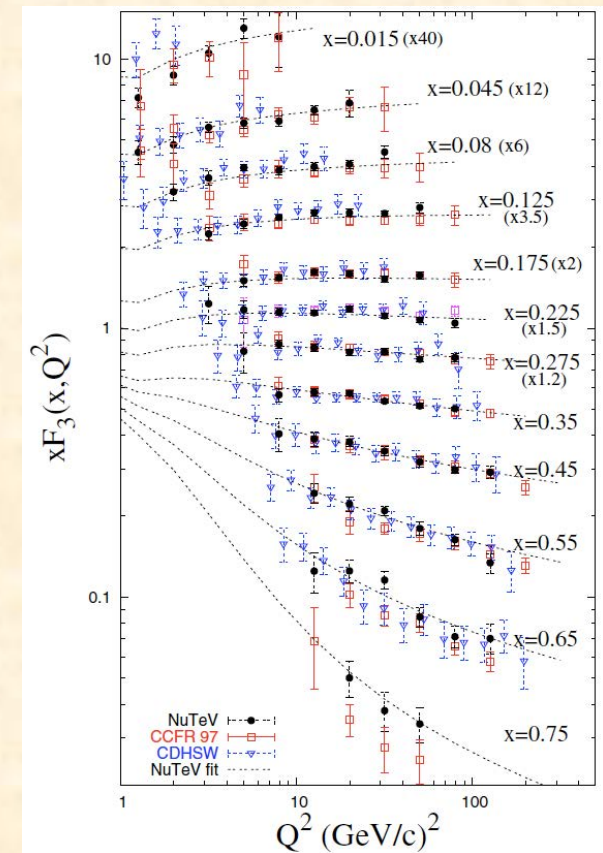 10
1
0.1
xF₃(x,Q²)
x=0.015 (x40)
x=0.045 (x12)
x=0.08 (x6)
x=0.125
(x3.5)
x=0.175 (x2)
x=0.225
(x1.5)
x=0.275
(x1.2)
x=0.35
x=0.45
x=0.55
x=0.65
x=0.75
NuTeV
CCFR 97
CDHSW
NuTeV fit
1 10 100
Q² (GeV/c)²